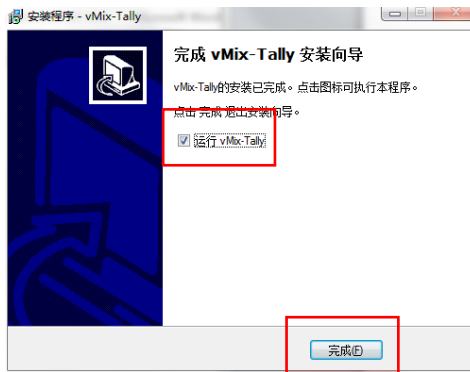 安装程序 - vMix-Tally
完成 vMix-Tally 安装向导
vMix-Tally的安装已完成。点击图标可执行本程序。
点击 完成 退出安装向导。
运行 vMix-Tally
完成(F)